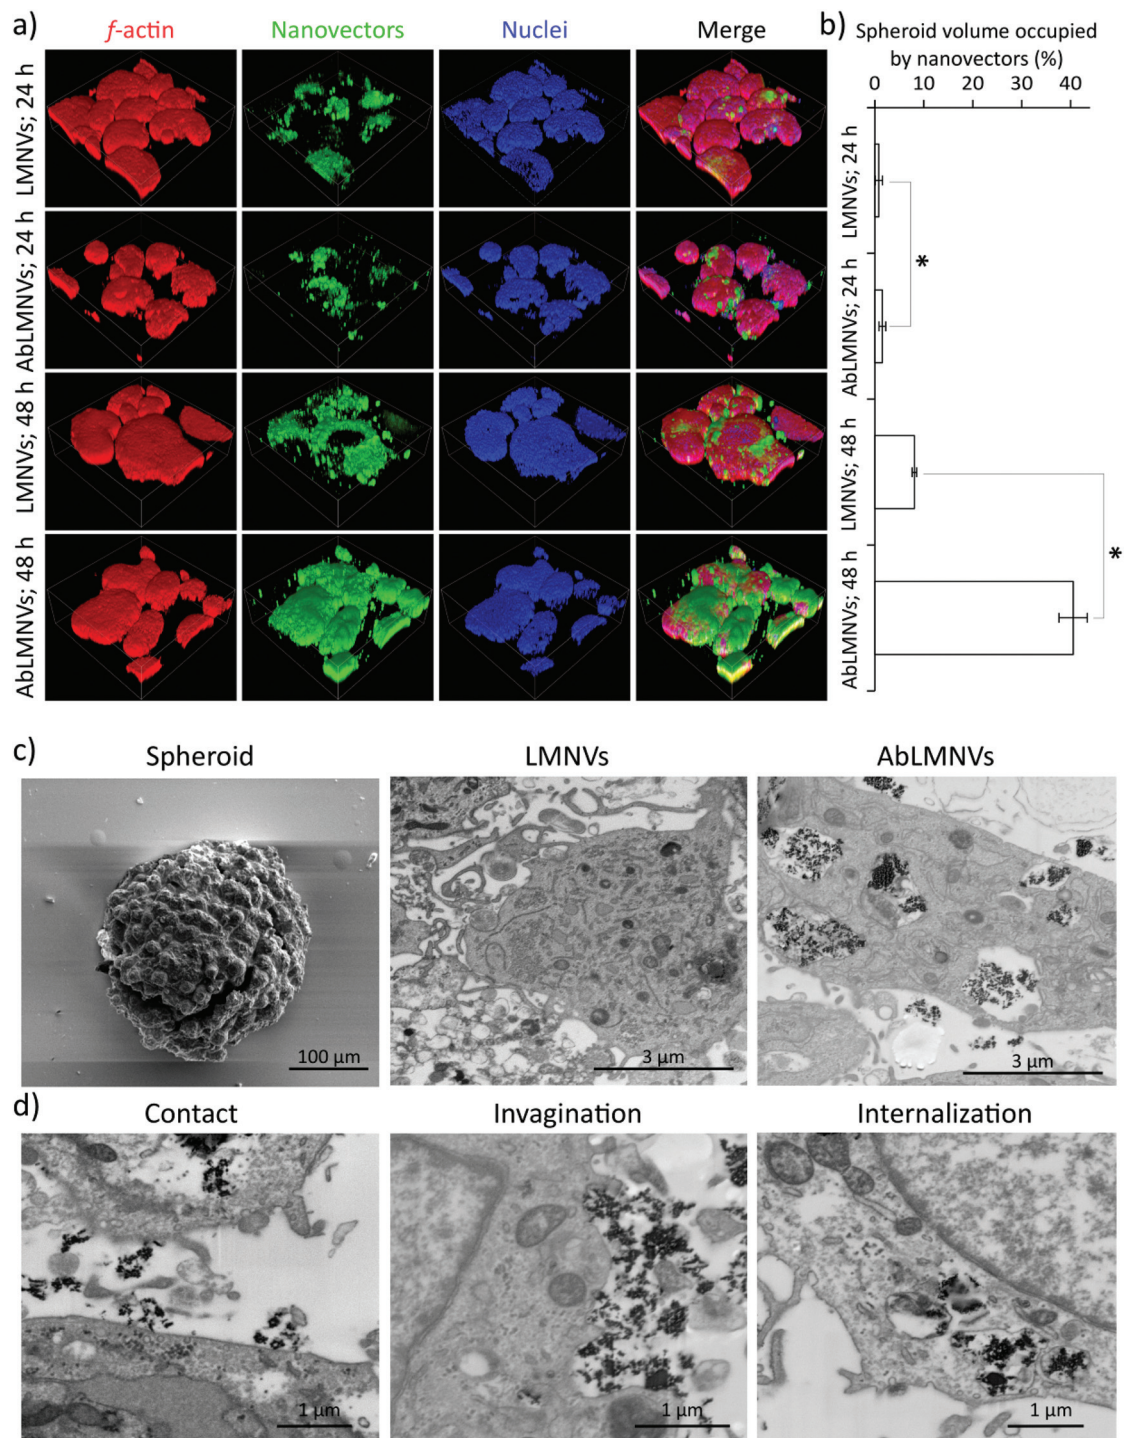 a)
f-actin
Nanovectors
Nuclei
Merge
LMNVs; 24 h
AbLMNVs; 24 h
LMNVs; 48 h
AbLMNVs; 48 h
b)
Spheroid volume occupied
by nanovectors (%)
0 10 20 30 40
LMNVs; 24 h
AbLMNVs; 24 h
LMNVs; 48 h
AbLMNVs; 48 h
*
*
c)
Spheroid
LMNVs
AbLMNVs
100 µm
3 µm
3 µm
d)
Contact
Invagination
Internalization
1 µm
1 µm
1 µm